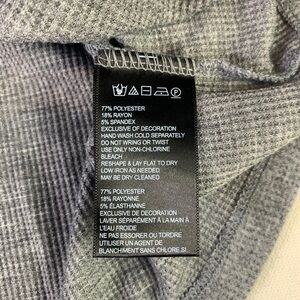 77% POLYESTER
18% RAYON
5% SPANDEX
EXCLUSIVE OF DECORATION
HAND WASH COLD SEPARATELY
DO NOT WRING OR TWIST
USE ONLY NON-CHLORINE
BLEACH
RESHAPE & LAY FLAT TO DRY
LOW IRON AS NEEDED
MAY BE DRY CLEANED
77% POLYESTER
18% RAYONNE
5% ÉLASTHANNE
EXCLUSIVE OF DECORATION
LAVER SÉPARÉMENT À LA MAIN À
L'EAU FROIDE
NE PAS ESSORER OU TORDRE
UTILISER UN AGENT DE
BLANCHIMENT SANS CHLORE,SI